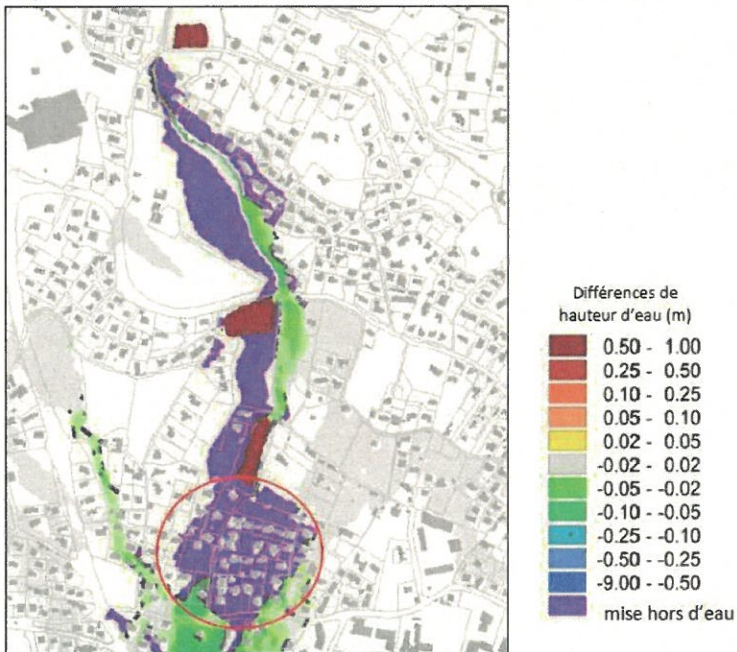 Différences de
hauteur d'eau (m)
0.50 - 1.00
0.25 - 0.50
0.10 - 0.25
0.05 - 0.10
0.02 - 0.05
-0.02 - 0.02
-0.05 - -0.02
-0.10 - -0.05
-0.25 - -0.10
-0.50 - -0.25
-9.00 - -0.50
mise hors d'eau